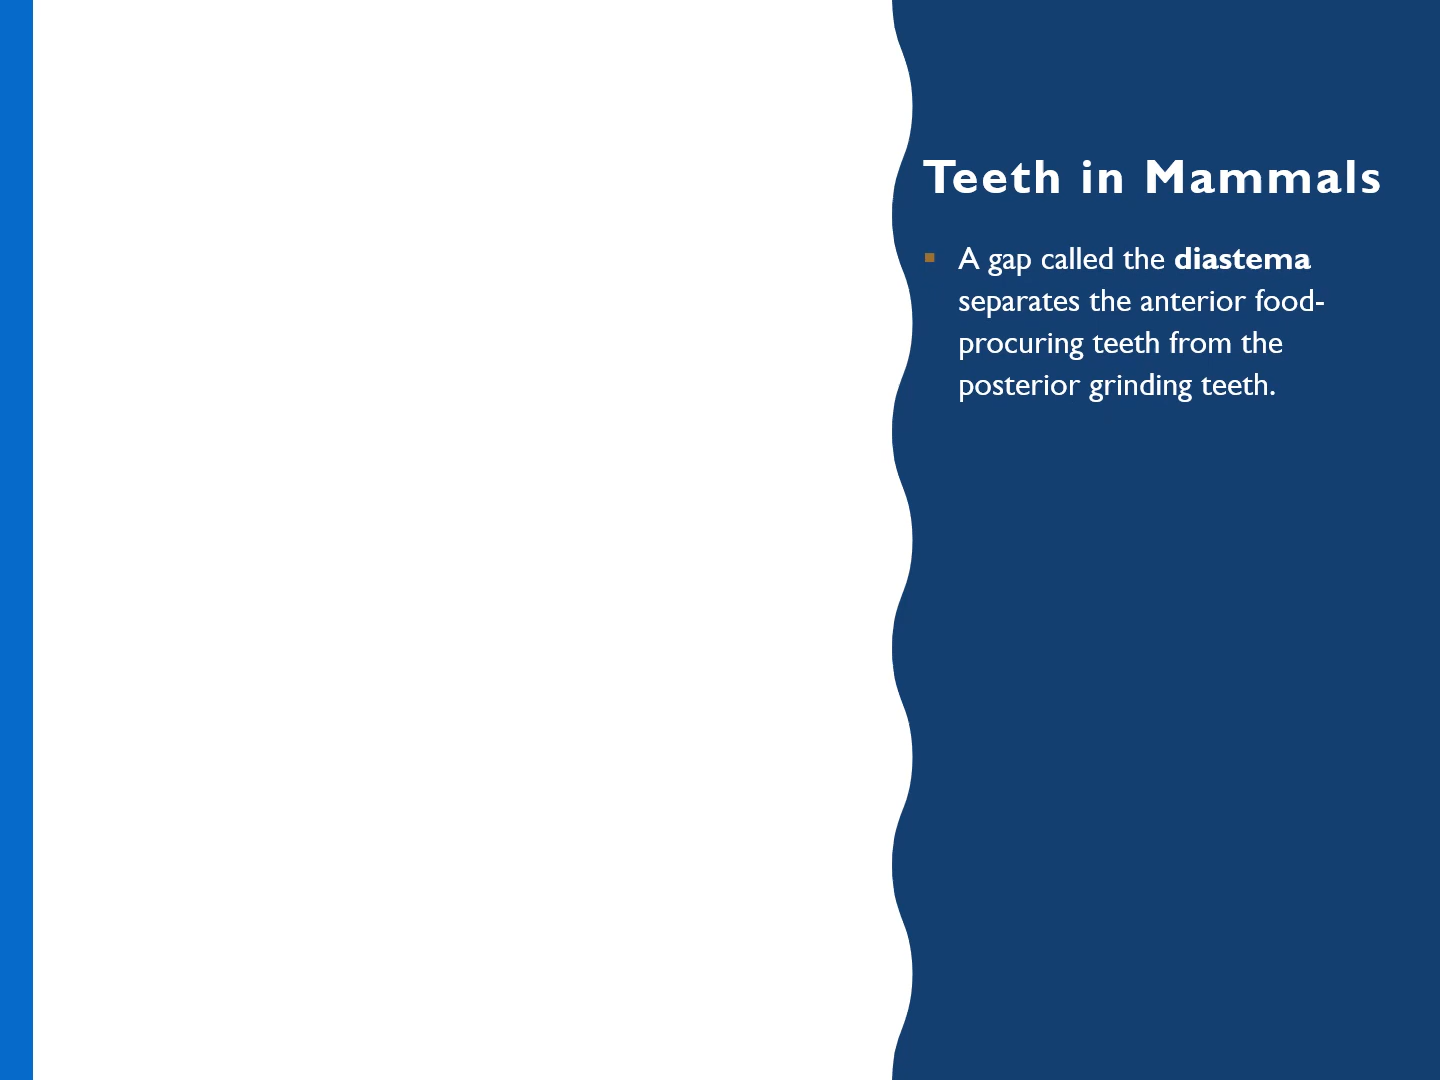 Teeth in Mammals
▪ A gap called the diastema
separates the anterior food-
procuring teeth from the
posterior grinding teeth.